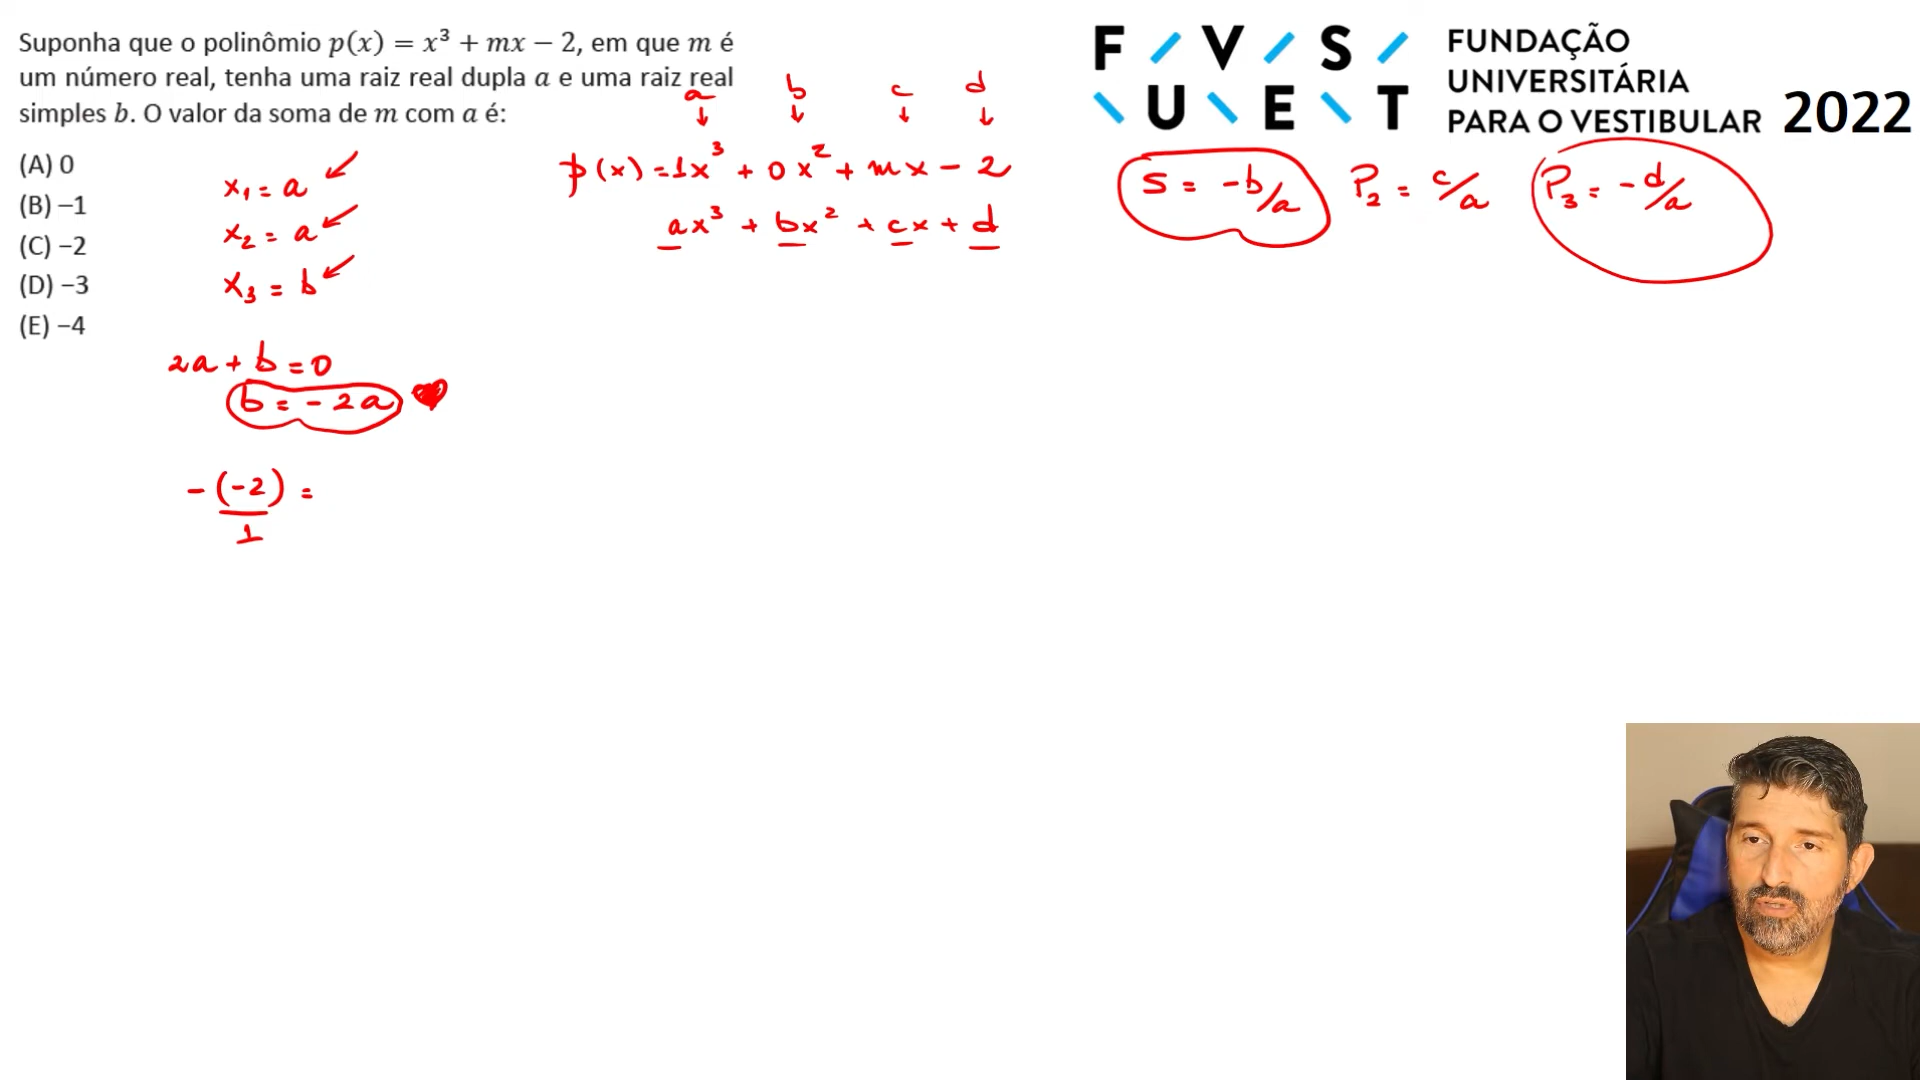 Suponha que o polinômio p(x) = x³ + mx − 2, em que m é
um número real, tenha uma raiz real dupla a e uma raiz real
simples b. O valor da soma de m com a é:
(A) 0
(B) −1
(C) −2
(D) −3
(E) −4
x₁ = a
x₂ = a
x₃ = b
2a + b = 0
b = -2a
-(-2) =
1
a b c d
p(x) = 1x³ + 0x² + mx - 2
ax³ + bx² + cx + d
F U V E S T
FUNDAÇÃO
UNIVERSITÁRIA
PARA O VESTIBULAR 2022
S = -b/a P₂ = c/a P₃ = -d/a